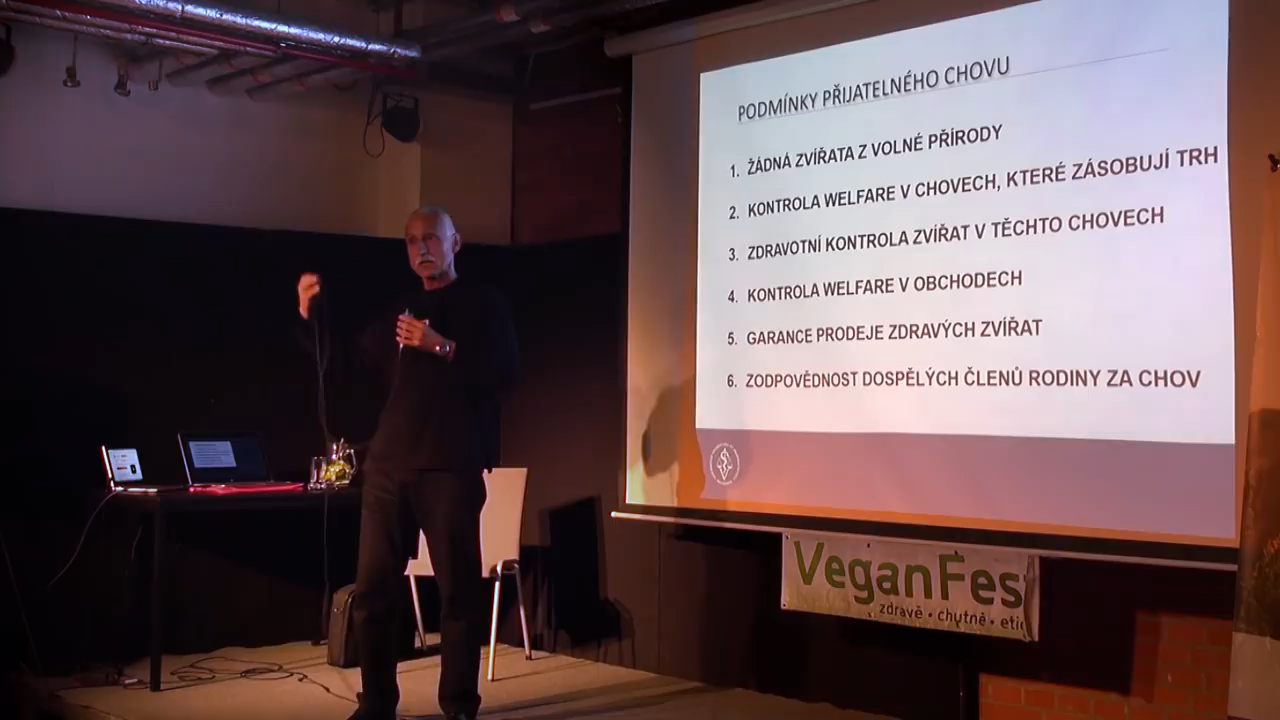 PODMÍNKY PŘIJATELNÉHO CHOVU
1. ŽÁDNÁ ZVÍŘATA Z VOLNÉ PŘÍRODY
2. KONTROLA WELFARE V CHOVECH, KTERÉ ZÁSOBUJÍ TRH
3. ZDRAVOTNÍ KONTROLA ZVÍŘAT V TĚCHTO CHOVECH
4. KONTROLA WELFARE V OBCHODECH
5. GARANCE PRODEJE ZDRAVÝCH ZVÍŘAT
6. ZODPOVĚDNOST DOSPĚLÝCH ČLENŮ RODINY ZA CHOV
VeganFes
zdravě • chutně • etic